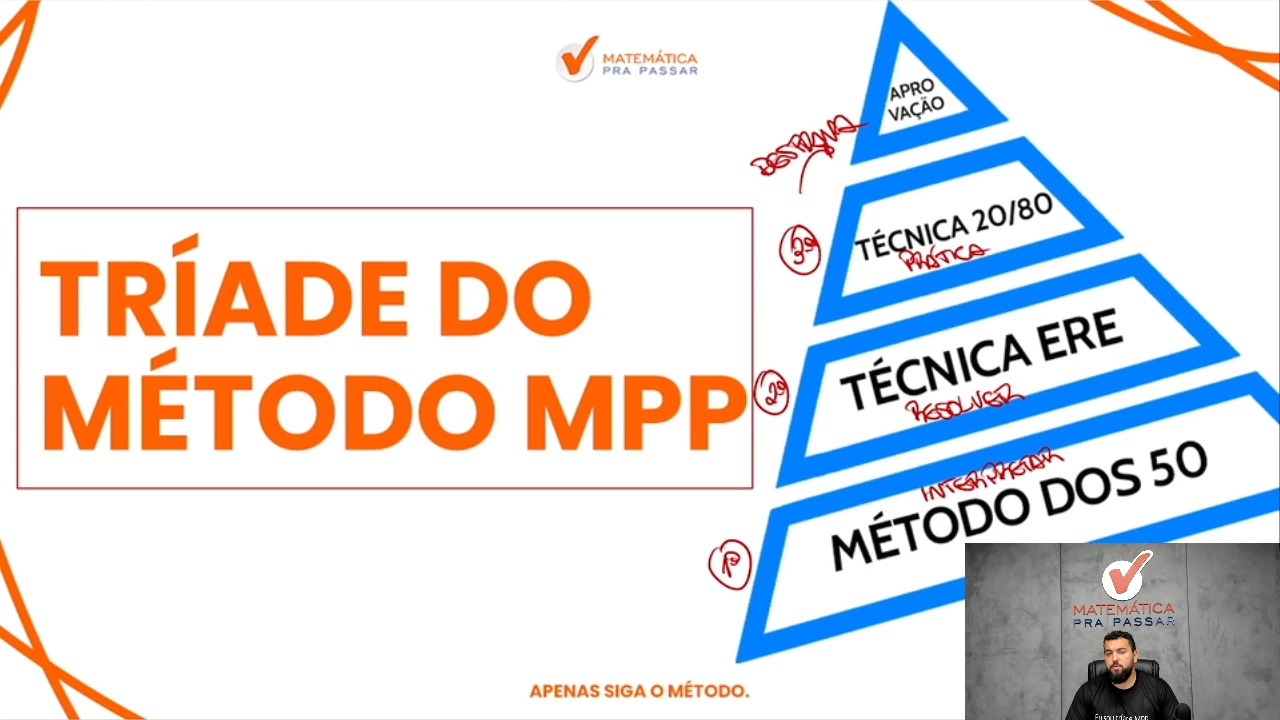 MATEMÁTICA
PRA PASSAR
APRO
VAÇÃO
3º
TÉCNICA 20/80
PRÁTICA
TRÍADE DO
MÉTODO MPP
2º
TÉCNICA ERE
RESOLVER
INTERPRETAR
MÉTODO DOS 50
1º
MATEMÁTICA
PRA PASSAR
APENAS SIGA O MÉTODO.